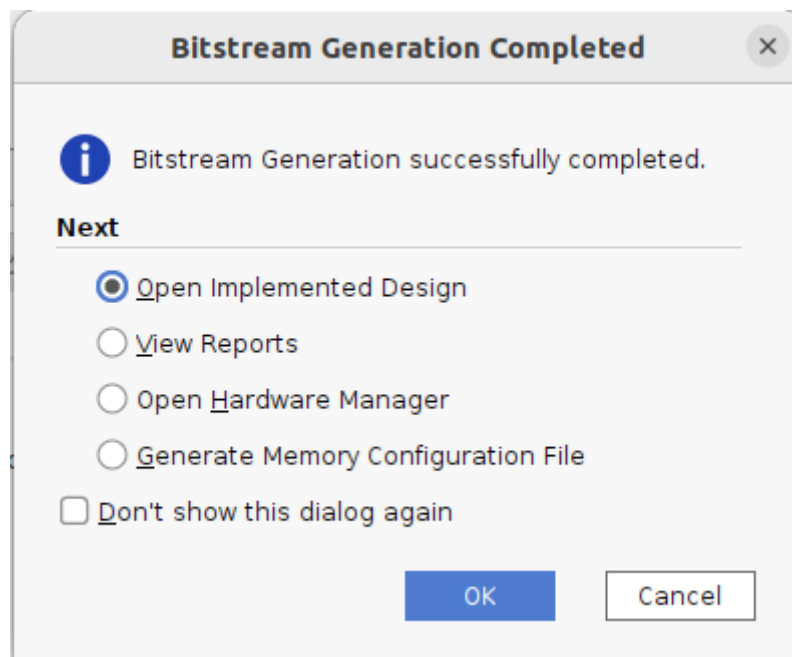 Bitstream Generation Completed
Bitstream Generation successfully completed.
Next
Open Implemented Design
View Reports
Open Hardware Manager
Generate Memory Configuration File
Don't show this dialog again
OK
Cancel